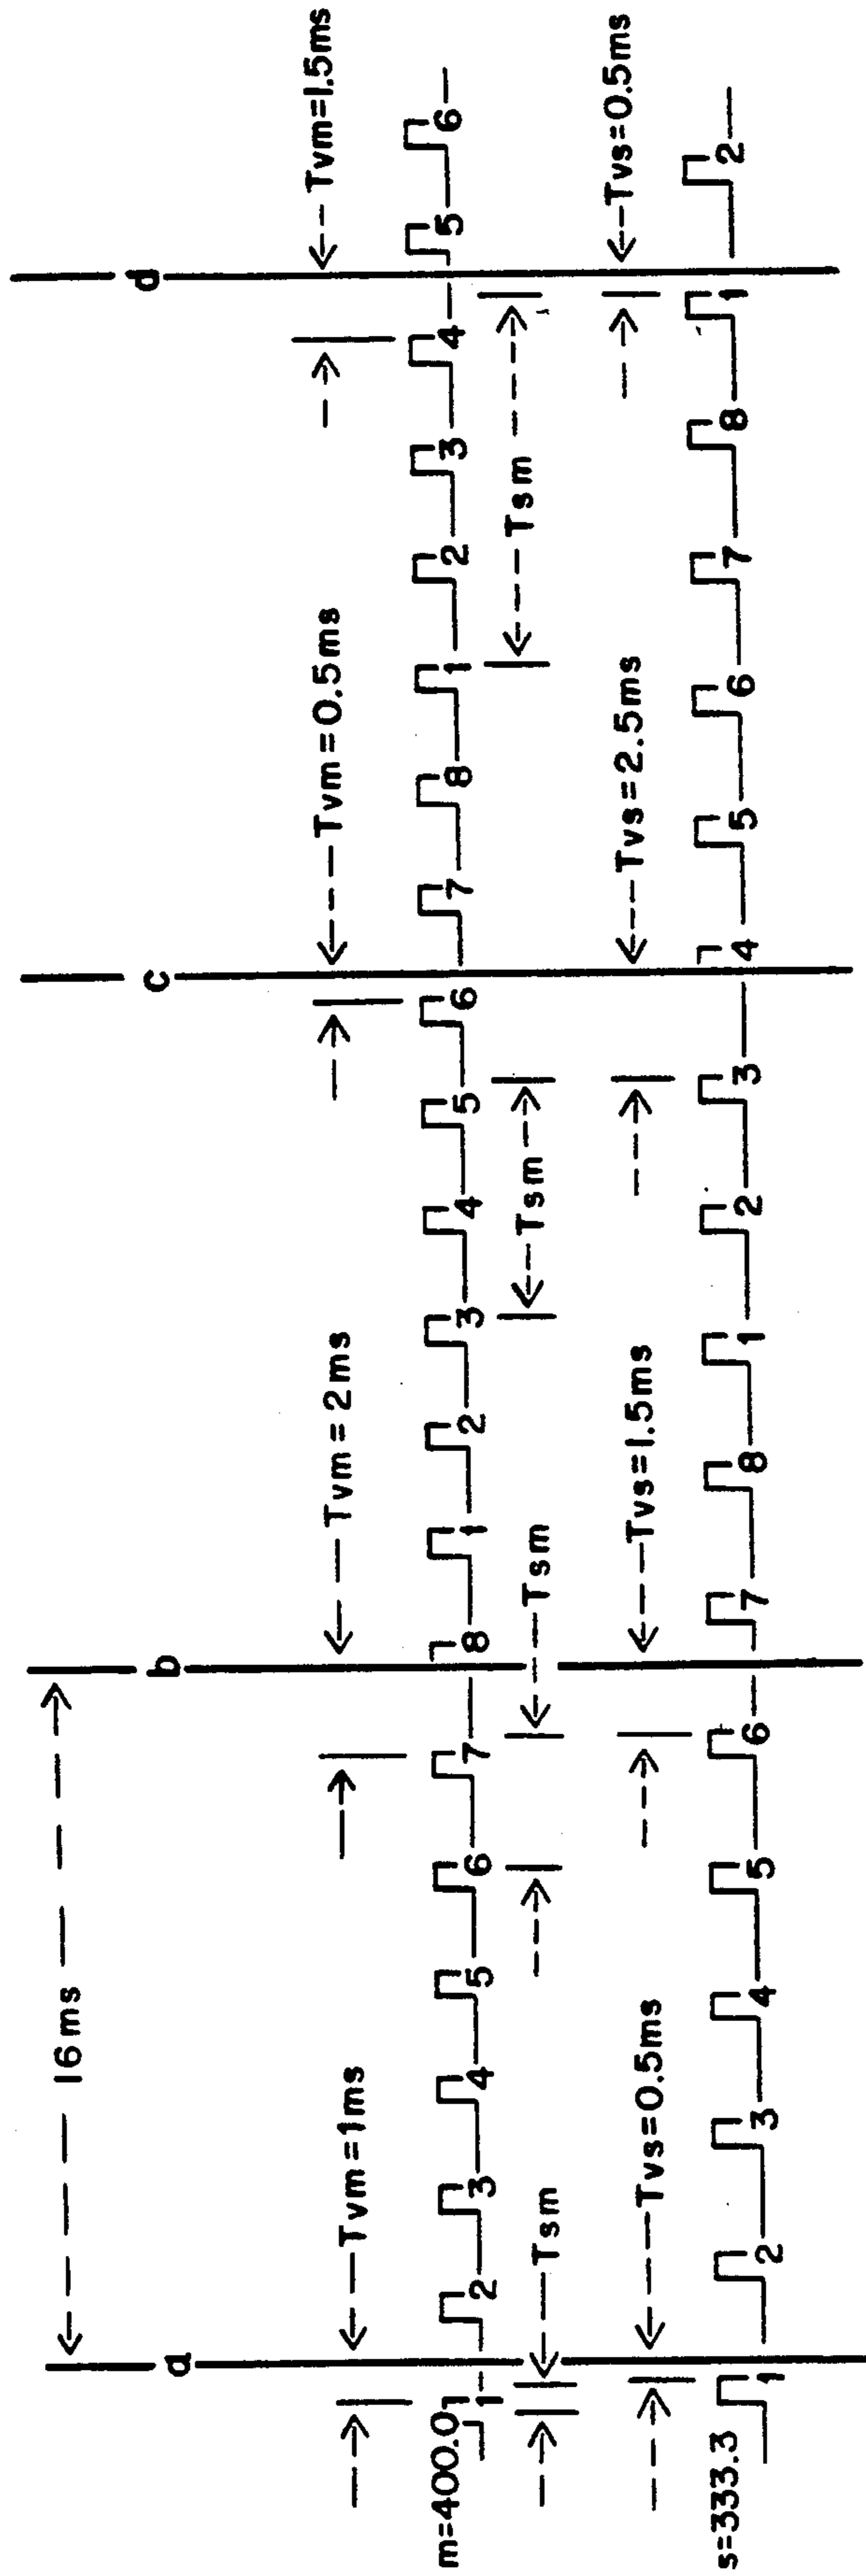 16ms
a b c d
Tvm=1ms Tvm=2ms Tvm=0.5ms Tvm=1.5ms
m=400.0 1 2 3 4 5 6 7 8 1 2 3 4 5 6 7 8 1 2 3 4 5 6
Tsm Tsm Tsm Tsm
Tvs=0.5ms Tvs=1.5ms Tvs=2.5ms Tvs=0.5ms
s=333.3 1 2 3 4 5 6 7 8 1 2 3 4 5 6 7 8 1 2